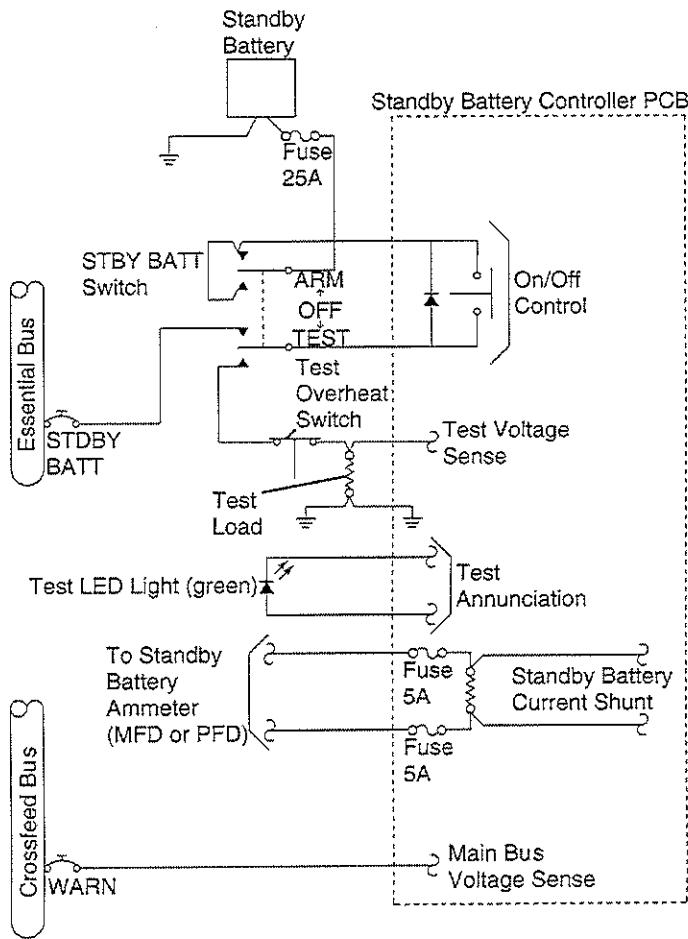 Standby
Battery
Standby Battery Controller PCB
Fuse
25A
STBY BATT
Switch
ARM
OFF
TEST
On/Off
Control
Essential Bus
STDBY
BATT
Test
Overheat
Switch
Test Voltage
Sense
Test
Load
Test LED Light (green)
Test
Annunciation
To Standby
Battery
Ammeter
(MFD or PFD)
Fuse
5A
Standby Battery
Current Shunt
Fuse
5A
Crossfeed Bus
WARN
Main Bus
Voltage Sense